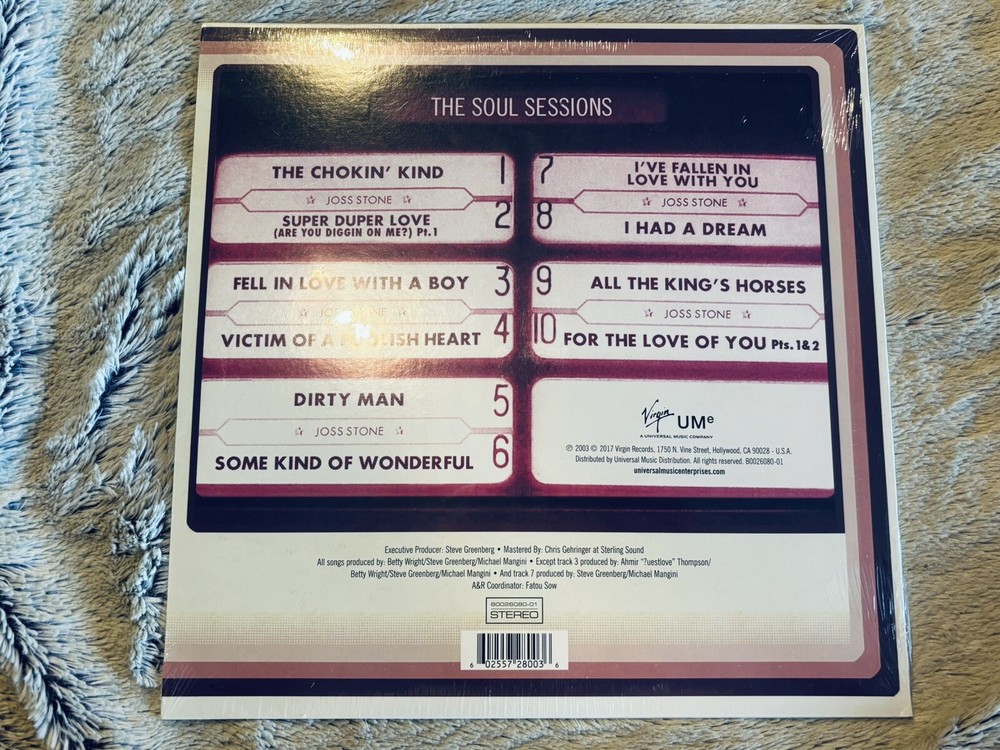 THE SOUL SESSIONS
THE CHOKIN' KIND 1
☆ JOSS STONE ☆
SUPER DUPER LOVE 2
(ARE YOU DIGGIN ON ME?) Pt.1
FELL IN LOVE WITH A BOY 3
☆ JOSS STONE ☆
VICTIM OF A FOOLISH HEART 4
DIRTY MAN 5
☆ JOSS STONE ☆
SOME KIND OF WONDERFUL 6
7 I'VE FALLEN IN
LOVE WITH YOU
☆ JOSS STONE ☆
8 I HAD A DREAM
9 ALL THE KING'S HORSES
☆ JOSS STONE ☆
10 FOR THE LOVE OF YOU Pts.1&2
Virgin UMe
A UNIVERSAL MUSIC COMPANY
℗ 2003 © 2017 Virgin Records, 1750 N. Vine Street, Hollywood, CA 90028 - U.S.A.
Distributed by Universal Music Distribution. All rights reserved. B0026080-01
universalmusicenterprises.com
Executive Producer: Steve Greenberg • Mastered By: Chris Gehringer at Sterling Sound
All songs produced by: Betty Wright/Steve Greenberg/Michael Mangini • Except track 3 produced by: Ahmir "?uestlove" Thompson/
Betty Wright/Steve Greenberg/Michael Mangini • And track 7 produced by: Steve Greenberg/Michael Mangini
A&R Coordinator: Fatou Sow
B0026080-01
STEREO
6 02557 28003 6